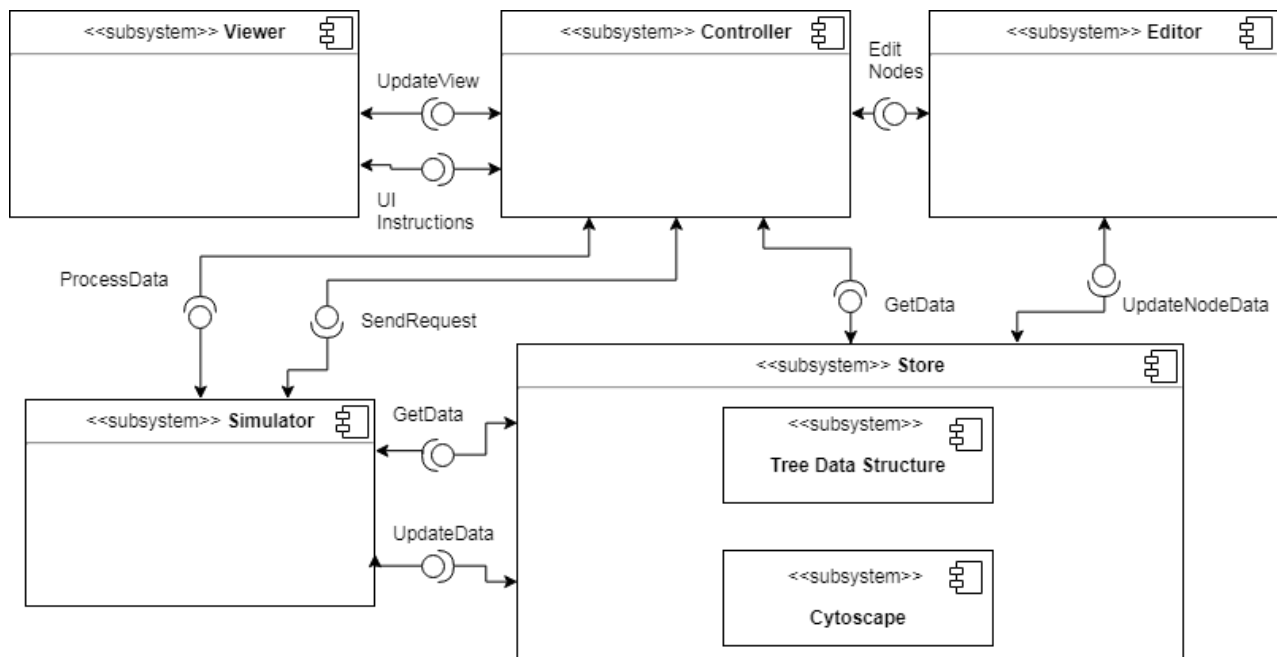 <<subsystem>> Viewer
<<subsystem>> Controller
<<subsystem>> Editor
UpdateView
Edit
Nodes
UI
Instructions
ProcessData
SendRequest
GetData
UpdateNodeData
<<subsystem>> Store
<<subsystem>> Simulator
GetData
<<subsystem>>
Tree Data Structure
UpdateData
<<subsystem>>
Cytoscape